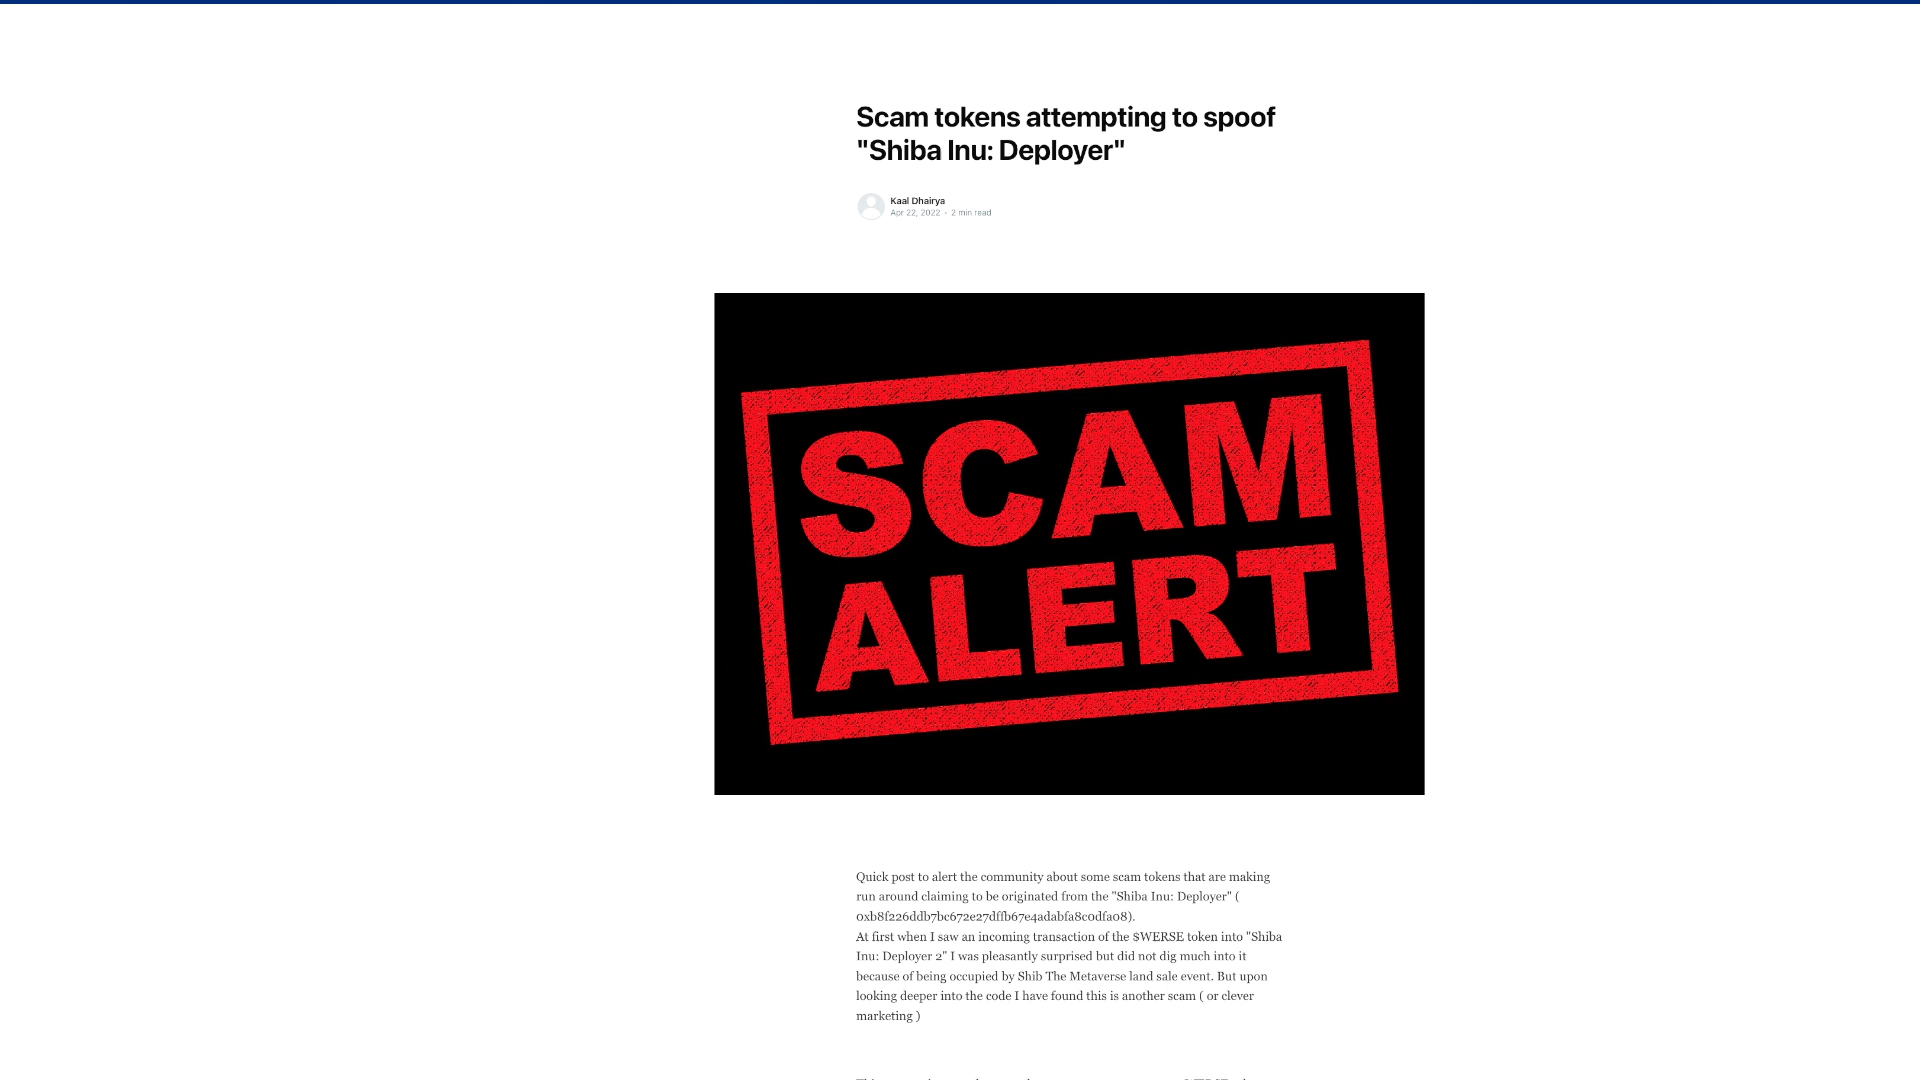 Scam tokens attempting to spoof
"Shiba Inu: Deployer"
Kaal Dhairya
Apr 22, 2022 • 2 min read
SCAM
ALERT
Quick post to alert the community about some scam tokens that are making
run around claiming to be originated from the "Shiba Inu: Deployer" (
0xb8f226ddb7bc672e27dffb67e4adabfa8c0dfa08).
At first when I saw an incoming transaction of the $WERSE token into "Shiba
Inu: Deployer 2" I was pleasantly surprised but did not dig much into it
because of being occupied by Shib The Metaverse land sale event. But upon
looking deeper into the code I have found this is another scam ( or clever
marketing )